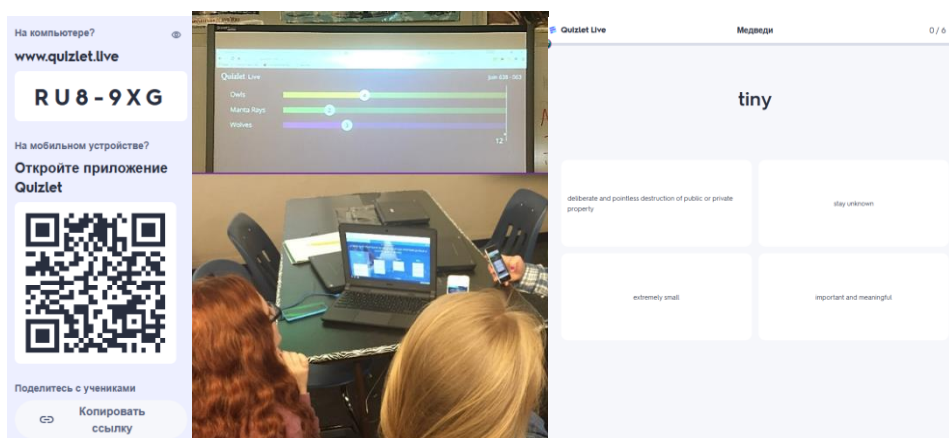 На компьютере?
www.quizlet.live
RU8-9XG
На мобильном устройстве?
Откройте приложение
Quizlet
Поделитесь с учениками
Копировать
ссылку
Quizlet Live
Owls
Manta Rays
Wolves
12
Quizlet Live
Медведи
0/6
tiny
deliberate and pointless destruction of public or private
property
stay unknown
extremely small
important and meaningful